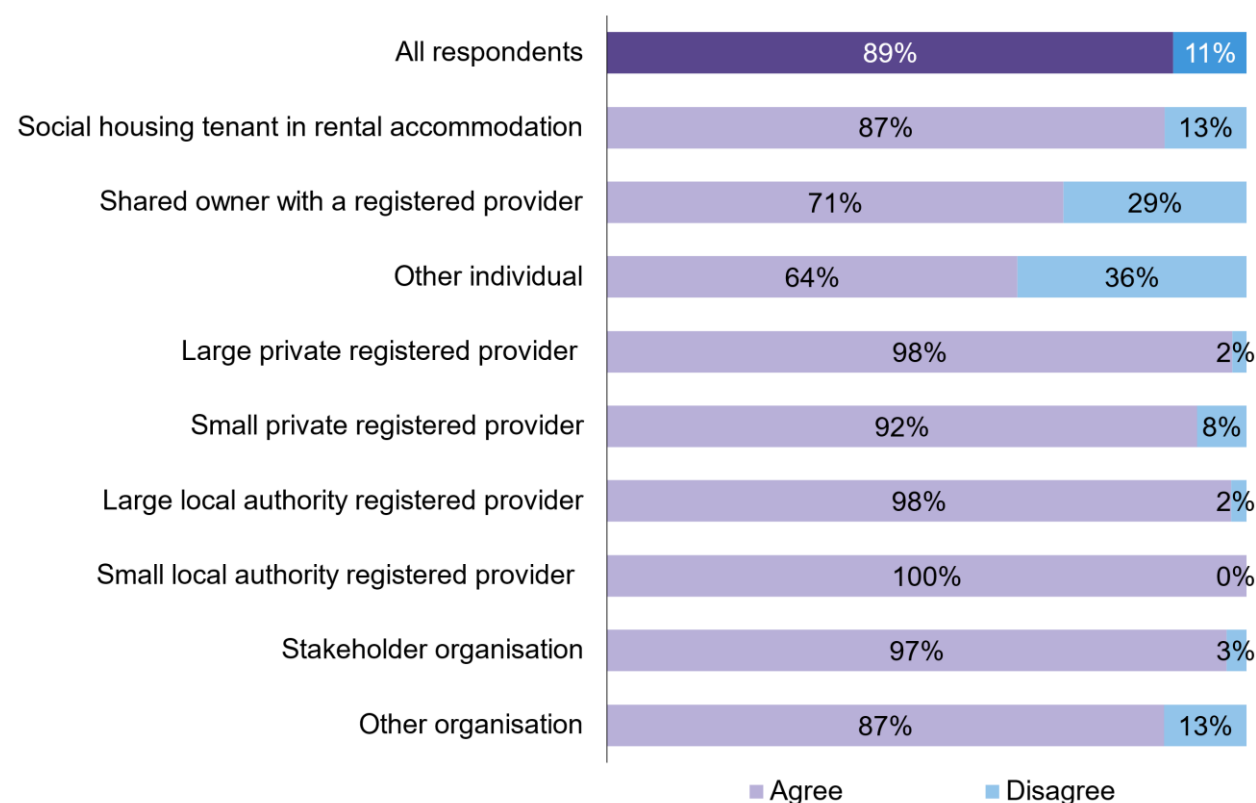 All respondents 89% 11%
Social housing tenant in rental accommodation 87% 13%
Shared owner with a registered provider 71% 29%
Other individual 64% 36%
Large private registered provider 98% 2%
Small private registered provider 92% 8%
Large local authority registered provider 98% 2%
Small local authority registered provider 100% 0%
Stakeholder organisation 97% 3%
Other organisation 87% 13%
Agree Disagree